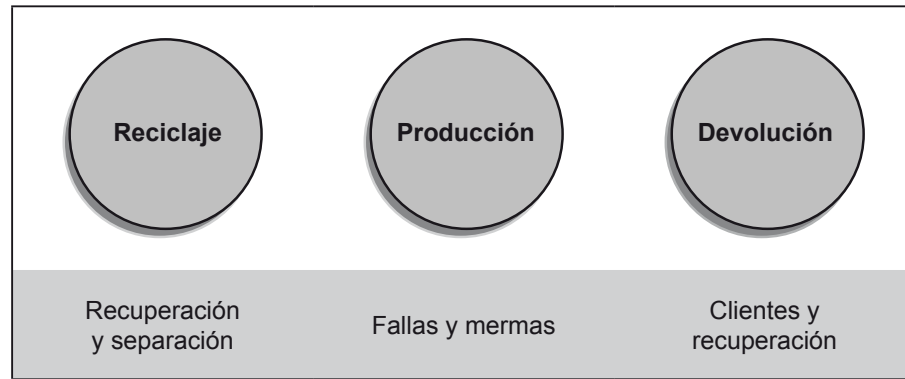 Reciclaje
Producción
Devolución
Recuperación
y separación
Fallas y mermas
Clientes y
recuperación